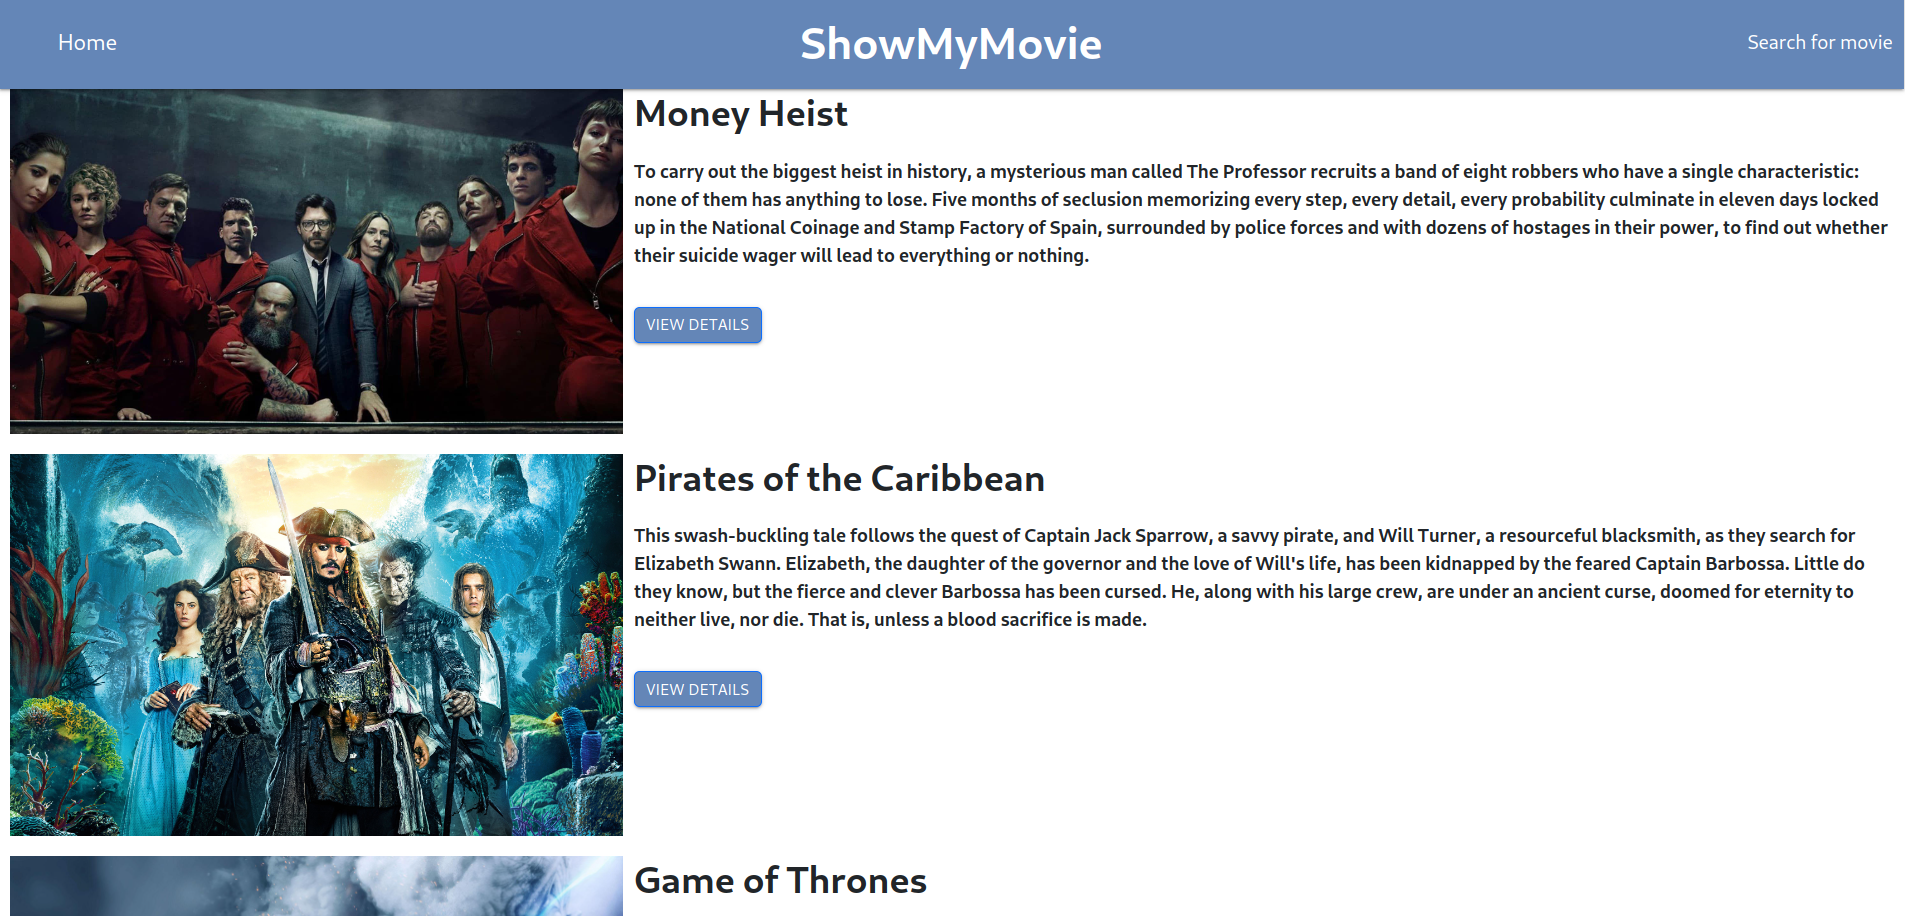 Home
ShowMyMovie
Search for movie
Money Heist
To carry out the biggest heist in history, a mysterious man called The Professor recruits a band of eight robbers who have a single characteristic:
none of them has anything to lose. Five months of seclusion memorizing every step, every detail, every probability culminate in eleven days locked
up in the National Coinage and Stamp Factory of Spain, surrounded by police forces and with dozens of hostages in their power, to find out whether
their suicide wager will lead to everything or nothing.
VIEW DETAILS
Pirates of the Caribbean
This swash-buckling tale follows the quest of Captain Jack Sparrow, a savvy pirate, and Will Turner, a resourceful blacksmith, as they search for
Elizabeth Swann. Elizabeth, the daughter of the governor and the love of Will's life, has been kidnapped by the feared Captain Barbossa. Little do
they know, but the fierce and clever Barbossa has been cursed. He, along with his large crew, are under an ancient curse, doomed for eternity to
neither live, nor die. That is, unless a blood sacrifice is made.
VIEW DETAILS
Game of Thrones